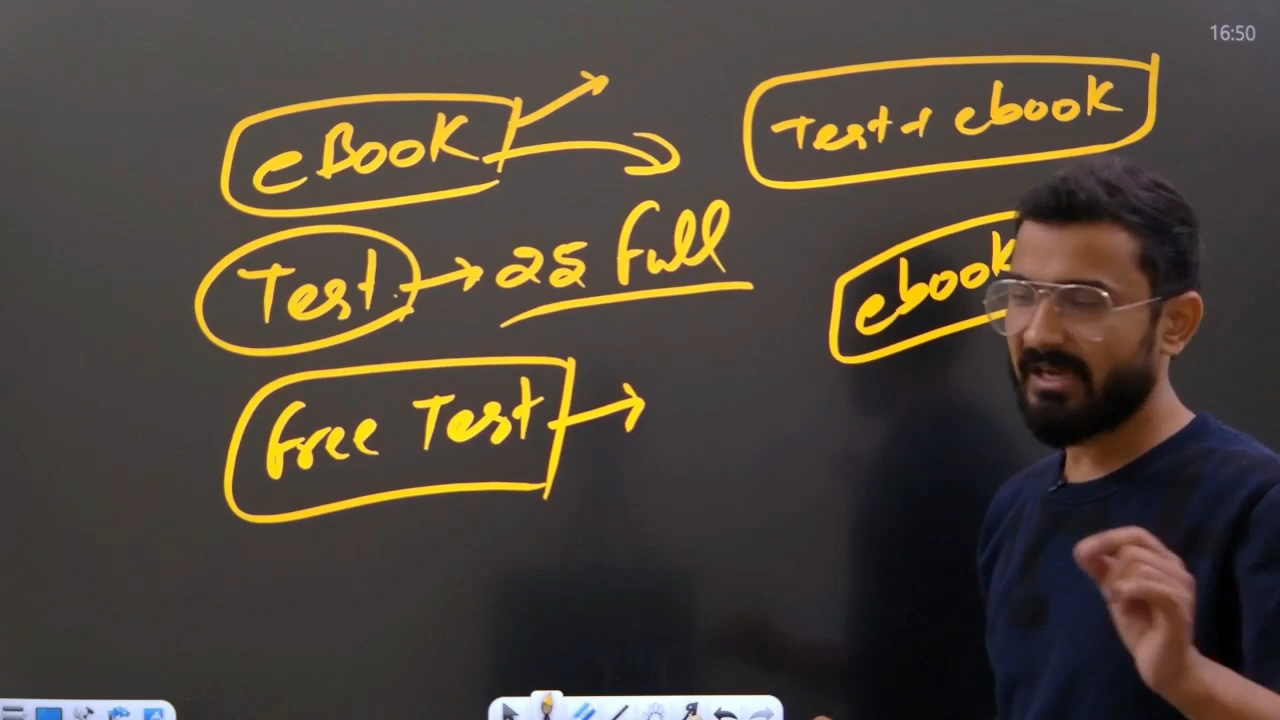 16:50
eBook
Test + ebook
Test → 25 Full
ebook
Free Test →